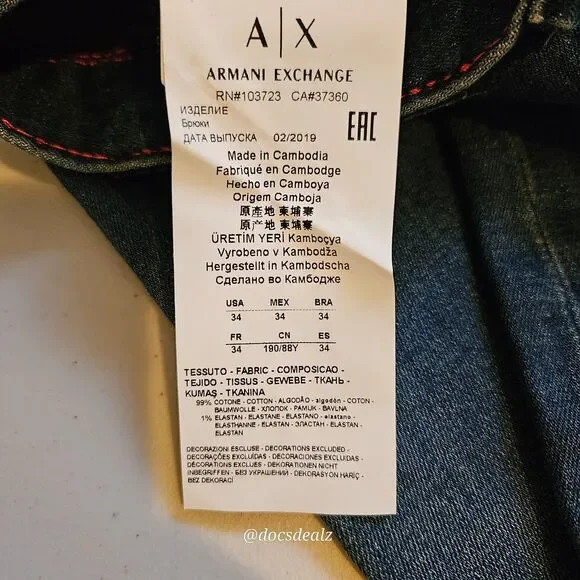 A|X
ARMANI EXCHANGE
RN#103723 CA#37360
ИЗДЕЛИЕ
Брюки
ДАТА ВЫПУСКА 02/2019
EAC
Made in Cambodia
Fabriqué en Cambodge
Hecho en Camboya
Origem Camboja
原產地 柬埔寨
原产地 柬埔寨
ÜRETİM YERİ Kamboçya
Vyrobeno v Kambodža
Hergestellt in Kambodscha
Сделано во Камбодже
USA MEX BRA
34 34 34
FR CN ES
34 190/88Y 34
TESSUTO - FABRIC - COMPOSICAO -
TEJIDO - TISSUS - GEWEBE - ТКАНЬ -
KUMAŞ - TKANINA
99% COTONE - COTTON - ALGODÃO - algodón - COTON -
BAUMWOLLE - ХЛОПОК - PAMUK - BAVLNA
1% ELASTAN - ELASTANE - ELASTANO - elastano -
ELASTHANNE - ELASTHAN - ЭЛАСТАН - ELASTAN -
ELASTAN
DECORAZIONI ESCLUSE - DECORATIONS EXCLUDED -
DECORAÇÕES EXCLUÍDAS - DECORACIONES EXCLUIDAS -
DÉCORATIONS EXCLUES - DEKORATIONEN NICHT
INBEGRIFFEN - БЕЗ УКРАШЕНИЙ - DEKORASYON HARİÇ -
BEZ DEKORACÍ
@docsdealz